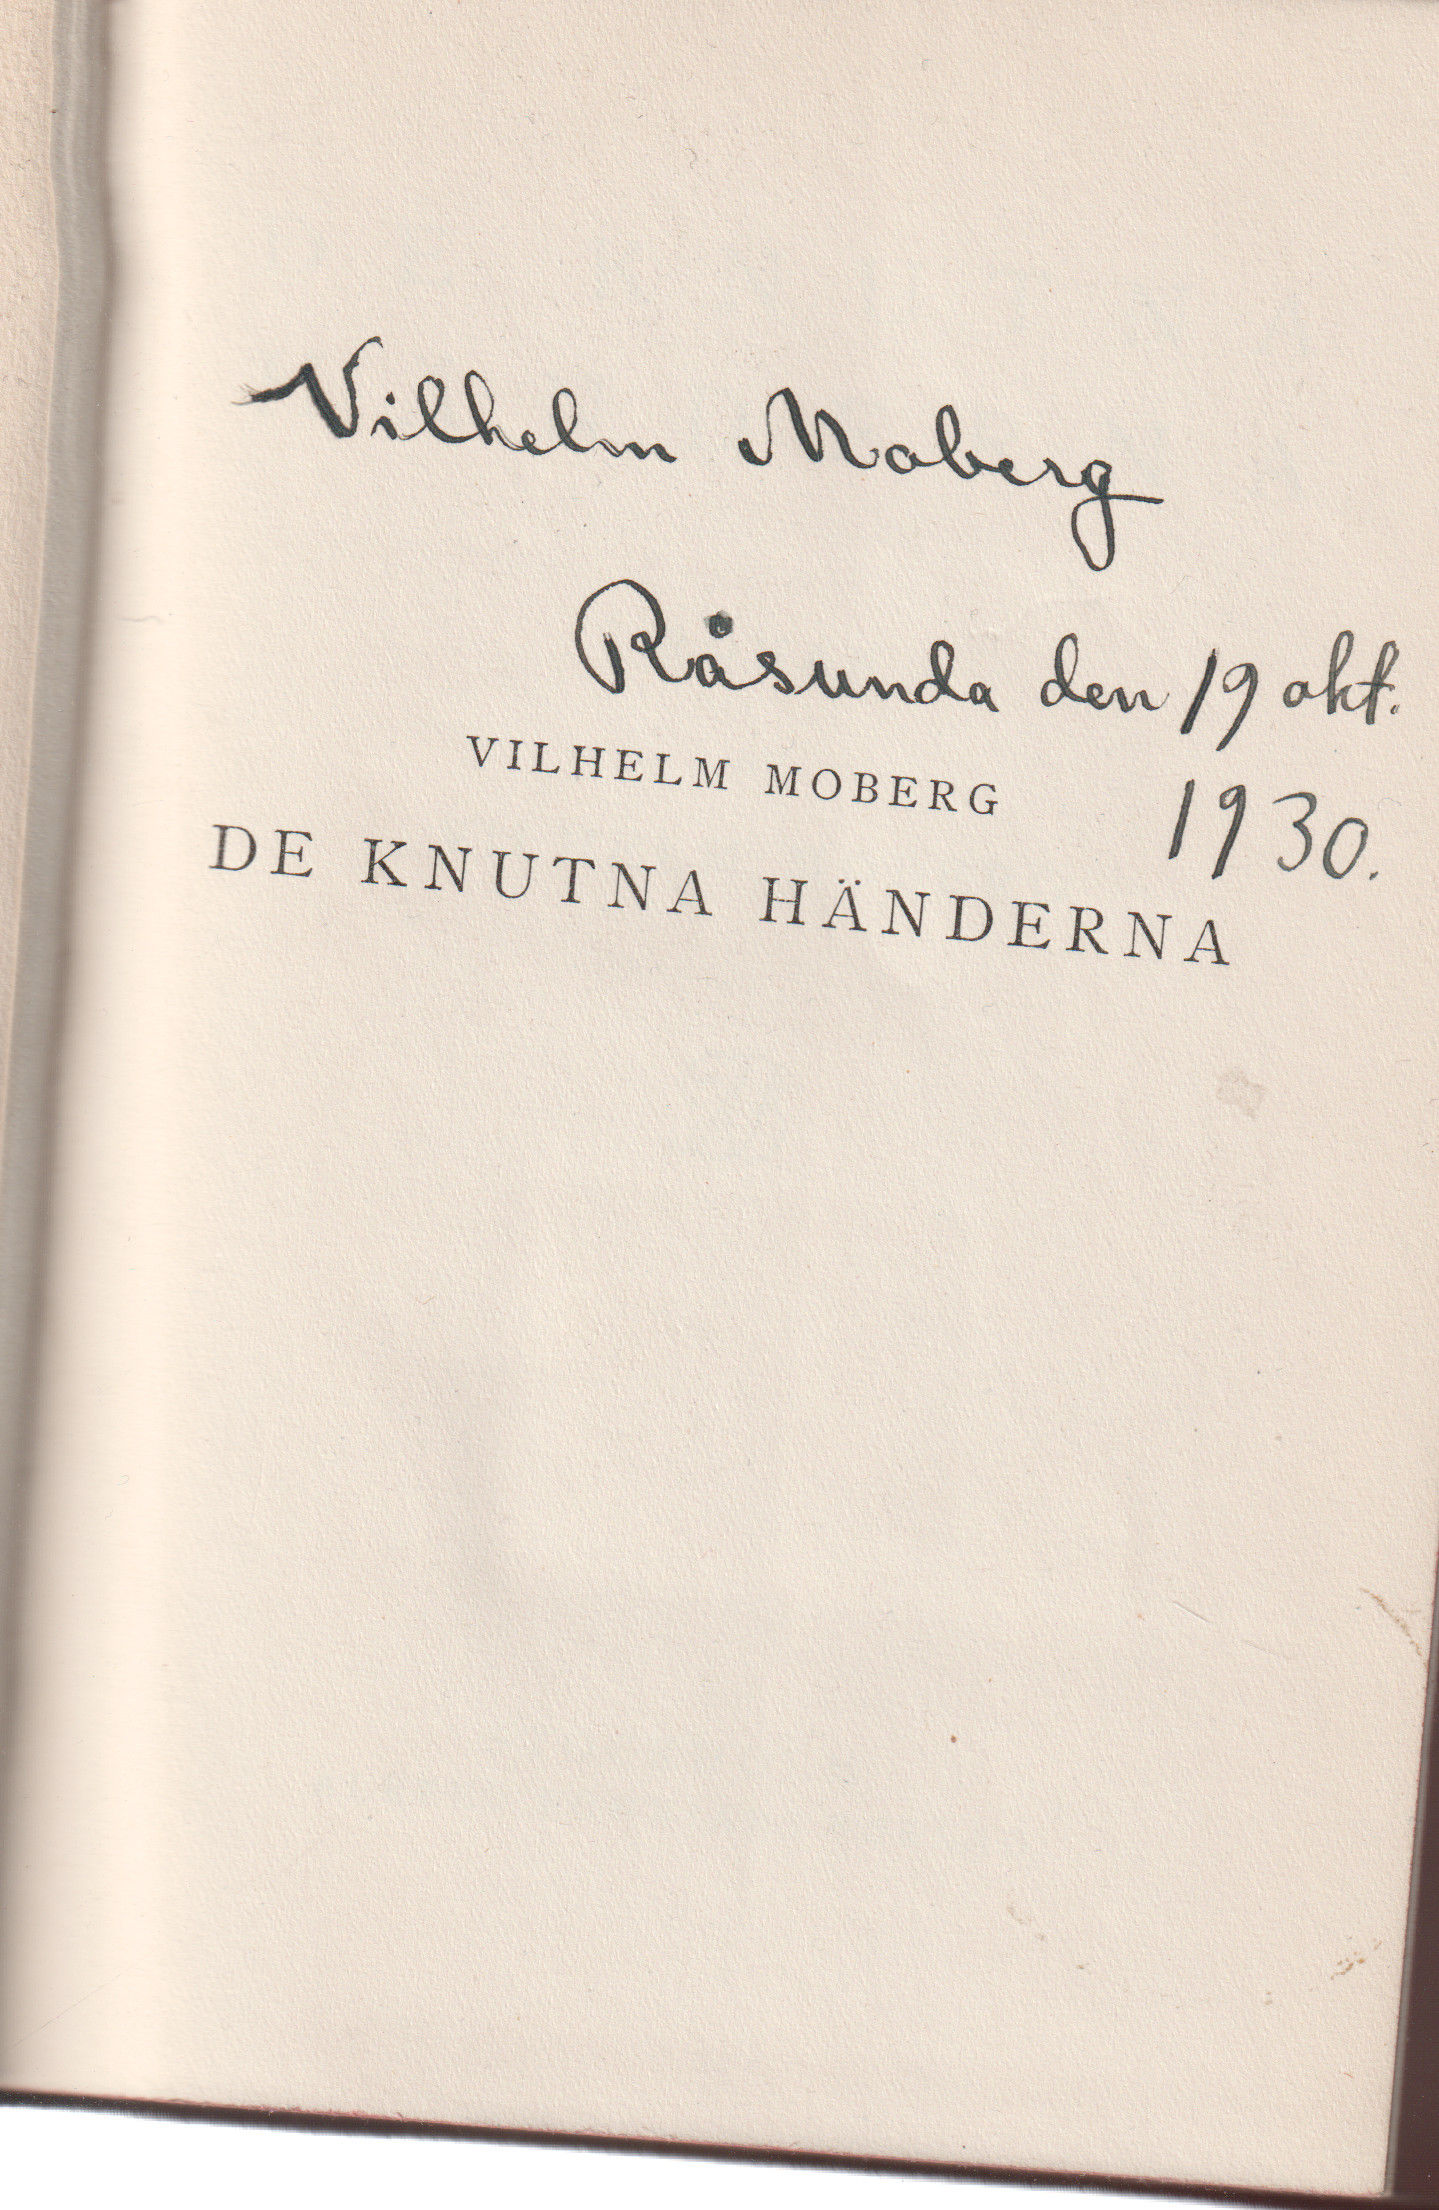 Vilhelm Moberg
Råsunda den 19 okt.
1930.
VILHELM MOBERG
DE KNUTNA HÄNDERNA